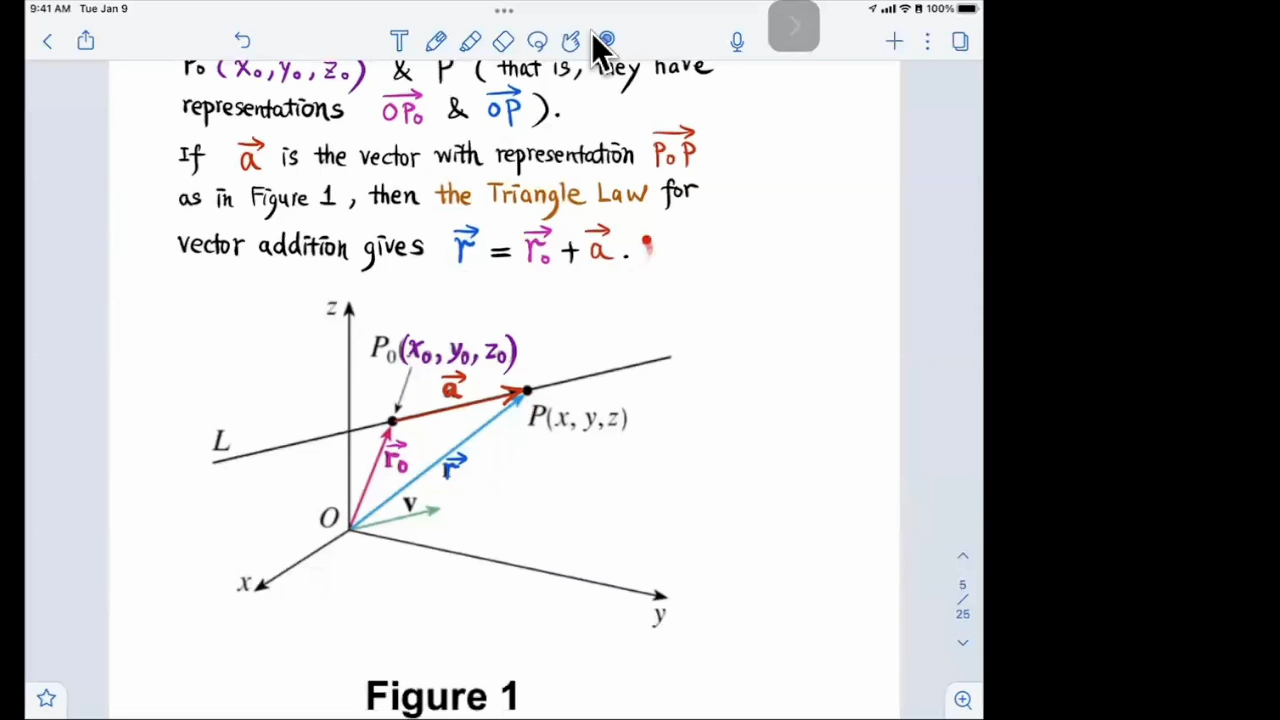 9:41 AM Tue Jan 9
100%
P₀(x₀, y₀, z₀) & P (that is, they have
representations OP₀ & OP).
If a is the vector with representation P₀P
as in Figure 1, then the Triangle Law for
vector addition gives r = r₀ + a.
z
P₀(x₀, y₀, z₀)
a
P(x, y, z)
L
r₀
r
v
O
x
y
5
/
25
Figure 1